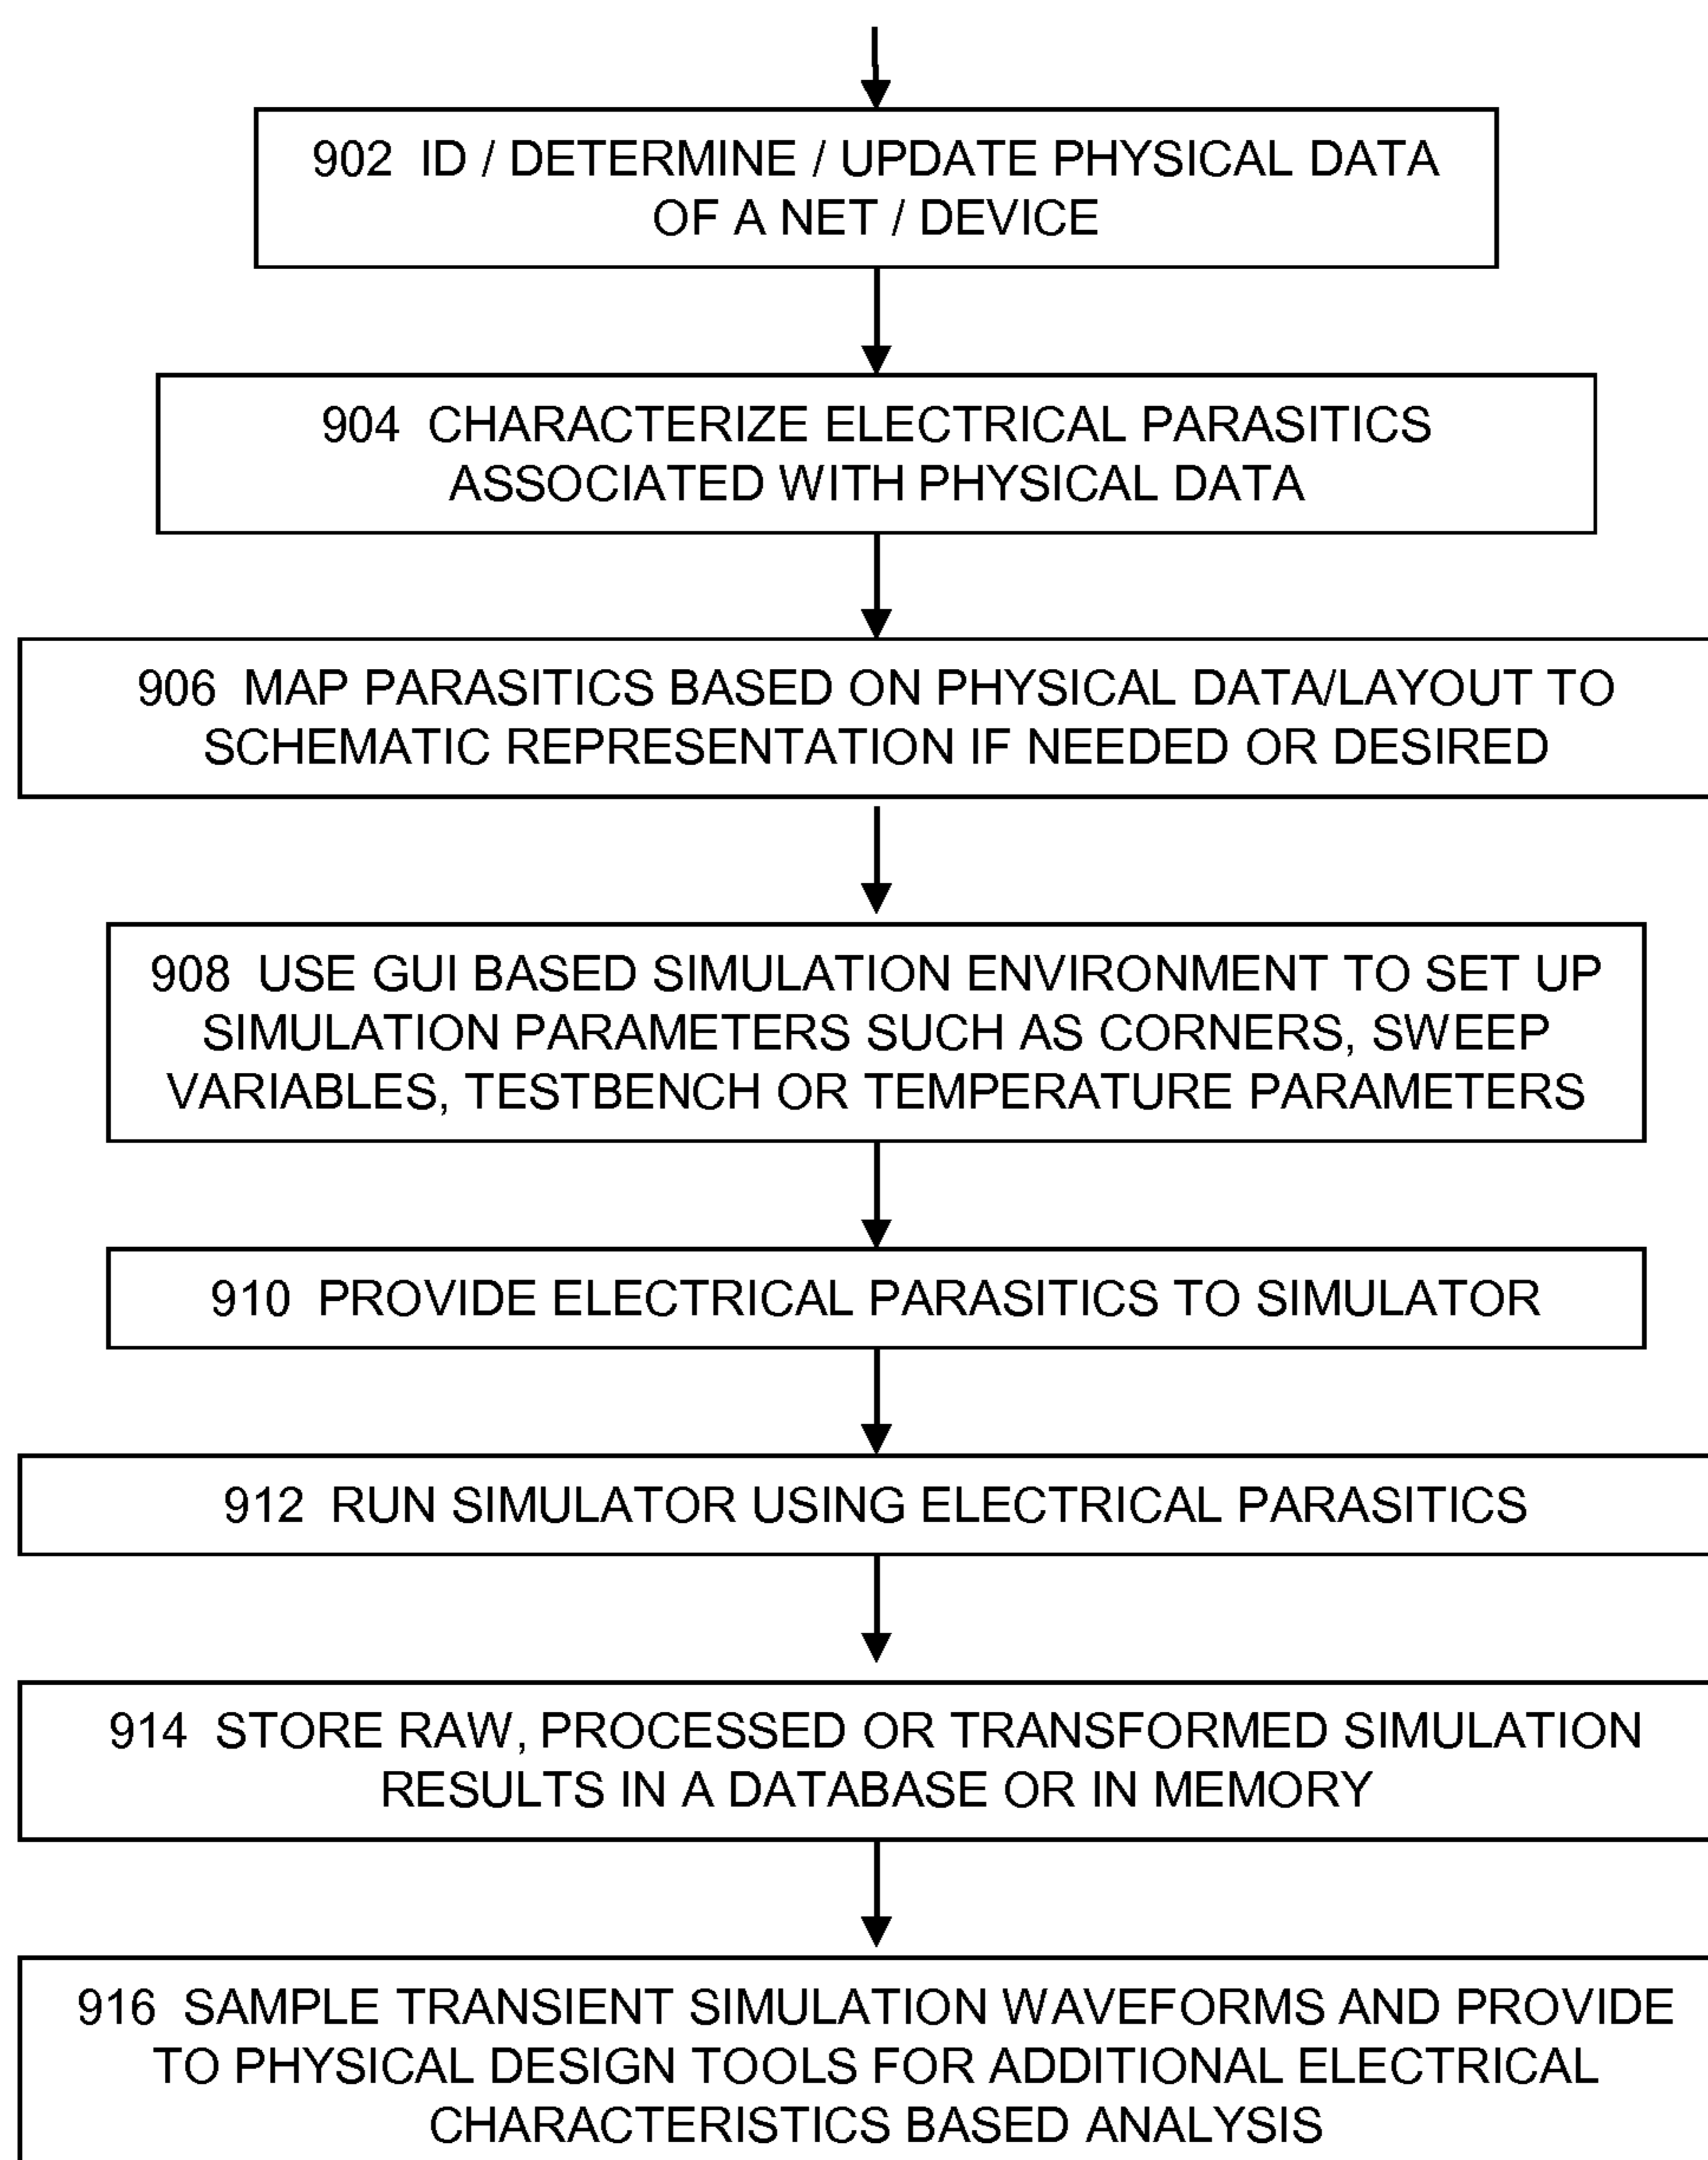 902 ID / DETERMINE / UPDATE PHYSICAL DATA
OF A NET / DEVICE
904 CHARACTERIZE ELECTRICAL PARASITICS
ASSOCIATED WITH PHYSICAL DATA
906 MAP PARASITICS BASED ON PHYSICAL DATA/LAYOUT TO
SCHEMATIC REPRESENTATION IF NEEDED OR DESIRED
908 USE GUI BASED SIMULATION ENVIRONMENT TO SET UP
SIMULATION PARAMETERS SUCH AS CORNERS, SWEEP
VARIABLES, TESTBENCH OR TEMPERATURE PARAMETERS
910 PROVIDE ELECTRICAL PARASITICS TO SIMULATOR
912 RUN SIMULATOR USING ELECTRICAL PARASITICS
914 STORE RAW, PROCESSED OR TRANSFORMED SIMULATION
RESULTS IN A DATABASE OR IN MEMORY
916 SAMPLE TRANSIENT SIMULATION WAVEFORMS AND PROVIDE
TO PHYSICAL DESIGN TOOLS FOR ADDITIONAL ELECTRICAL
CHARACTERISTICS BASED ANALYSIS